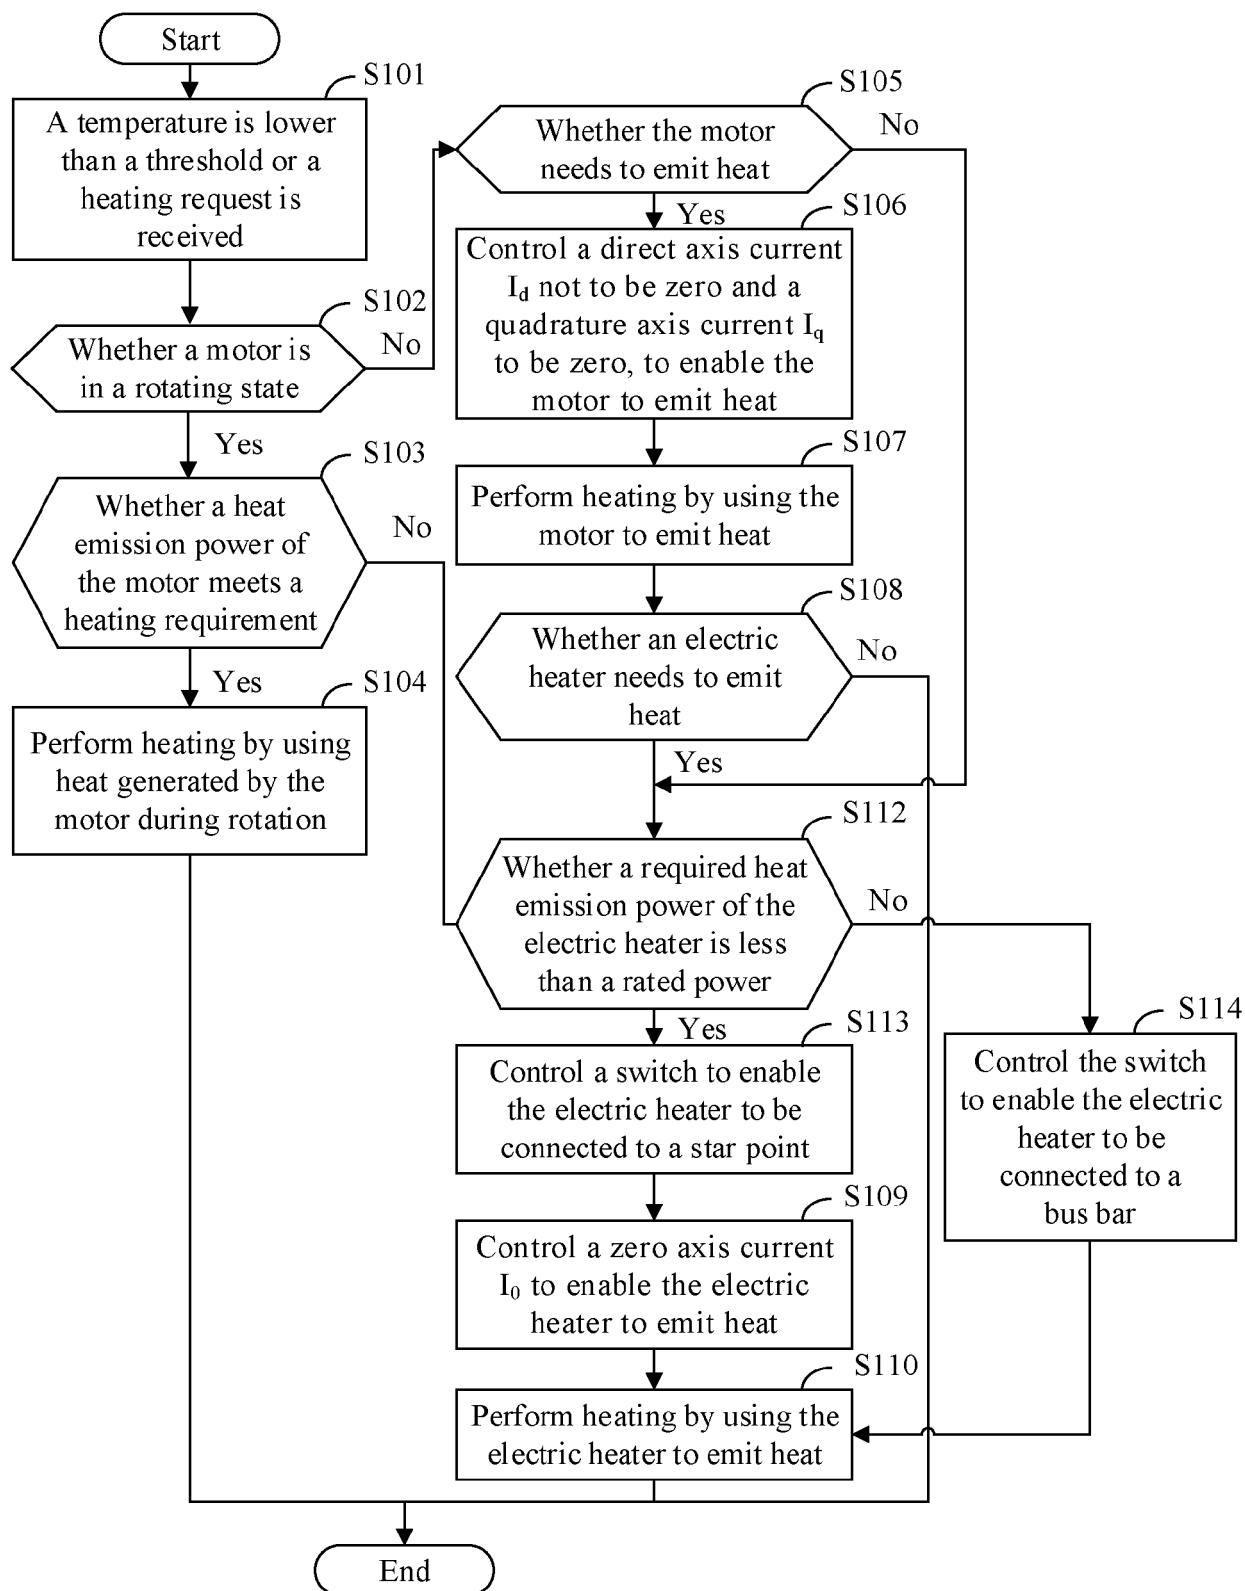 Start
S101
A temperature is lower
than a threshold or a
heating request is
received
S102
Whether a motor is
in a rotating state
No
Yes
S103
Whether a heat
emission power of
the motor meets a
heating requirement
No
Yes
S104
Perform heating by using
heat generated by the
motor during rotation
S105
Whether the motor
needs to emit heat
No
Yes
S106
Control a direct axis current
I_d not to be zero and a
quadrature axis current I_q
to be zero, to enable the
motor to emit heat
S107
Perform heating by using the
motor to emit heat
S108
Whether an electric
heater needs to emit
heat
No
Yes
S112
Whether a required heat
emission power of the
electric heater is less
than a rated power
No
Yes
S113
Control a switch to enable
the electric heater to be
connected to a star point
S114
Control the switch
to enable the electric
heater to be
connected to a
bus bar
S109
Control a zero axis current
I_0 to enable the electric
heater to emit heat
S110
Perform heating by using the
electric heater to emit heat
End